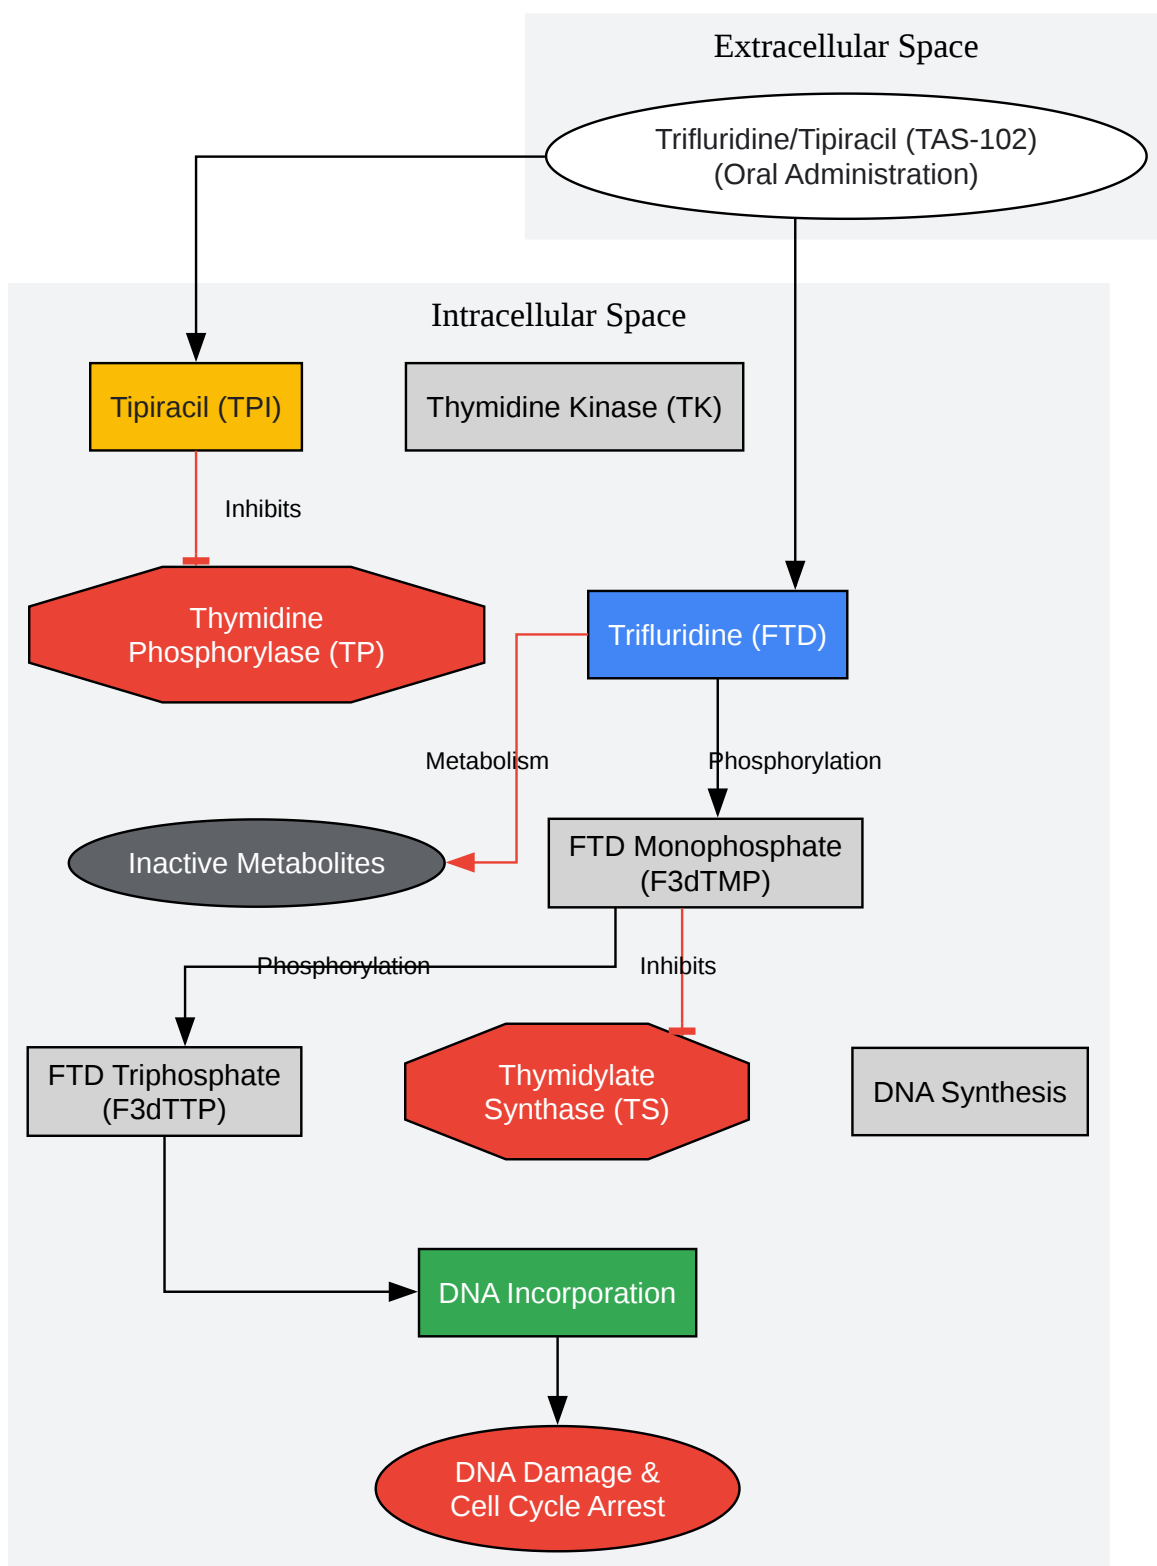 Extracellular Space
Trifluridine/Tipiracil (TAS-102)
(Oral Administration)
Intracellular Space
Tipiracil (TPI)
Thymidine Kinase (TK)
Inhibits
Thymidine
Phosphorylase (TP)
Trifluridine (FTD)
Metabolism
Phosphorylation
Inactive Metabolites
FTD Monophosphate
(F3dTMP)
Phosphorylation
Inhibits
FTD Triphosphate
(F3dTTP)
Thymidylate
Synthase (TS)
DNA Synthesis
DNA Incorporation
DNA Damage &
Cell Cycle Arrest